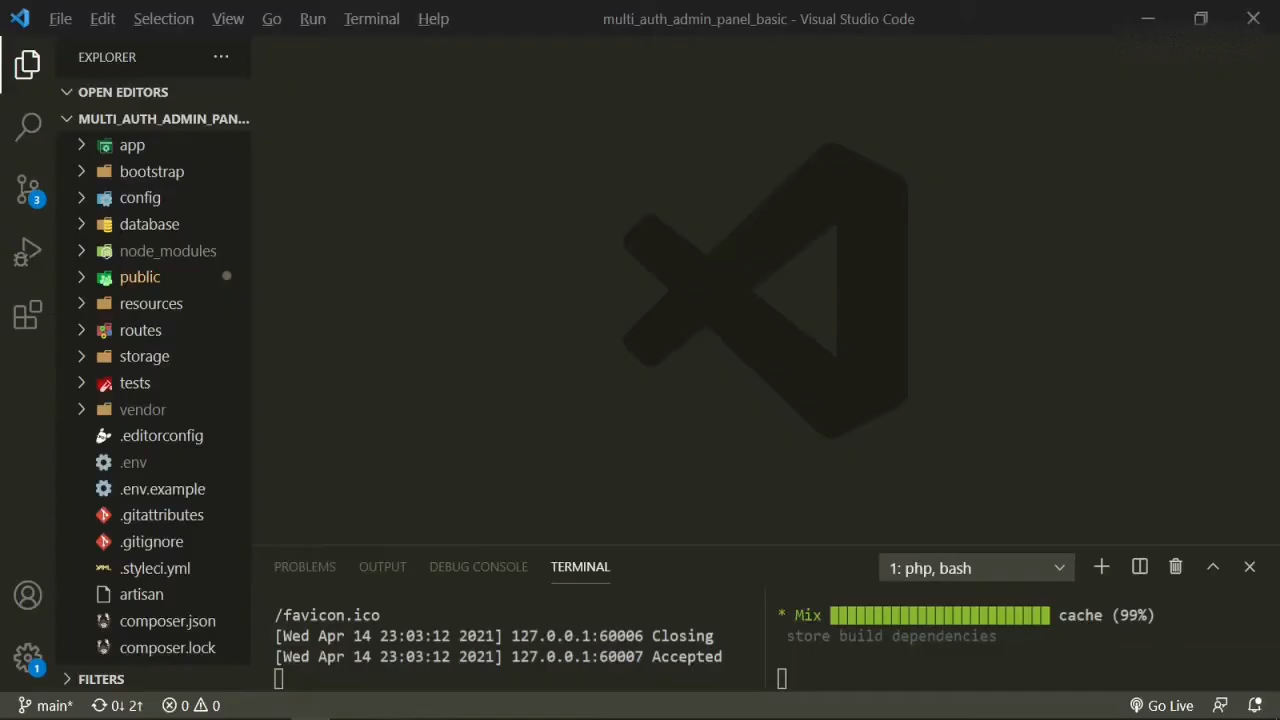 File Edit Selection View Go Run Terminal Help
multi_auth_admin_panel_basic - Visual Studio Code
EXPLORER ...
OPEN EDITORS
MULTI_AUTH_ADMIN_PAN...
app
bootstrap
config
3
database
node_modules
public
resources
routes
storage
tests
vendor
.editorconfig
.env
.env.example
.gitattributes
.gitignore
.styleci.yml
artisan
composer.json
composer.lock
1
FILTERS
PROBLEMS OUTPUT DEBUG CONSOLE TERMINAL
1: php, bash
/favicon.ico
[Wed Apr 14 23:03:12 2021] 127.0.0.1:60006 Closing
[Wed Apr 14 23:03:12 2021] 127.0.0.1:60007 Accepted
* Mix cache (99%)
store build dependencies
main* 0↓ 2↑ 0 0
Go Live